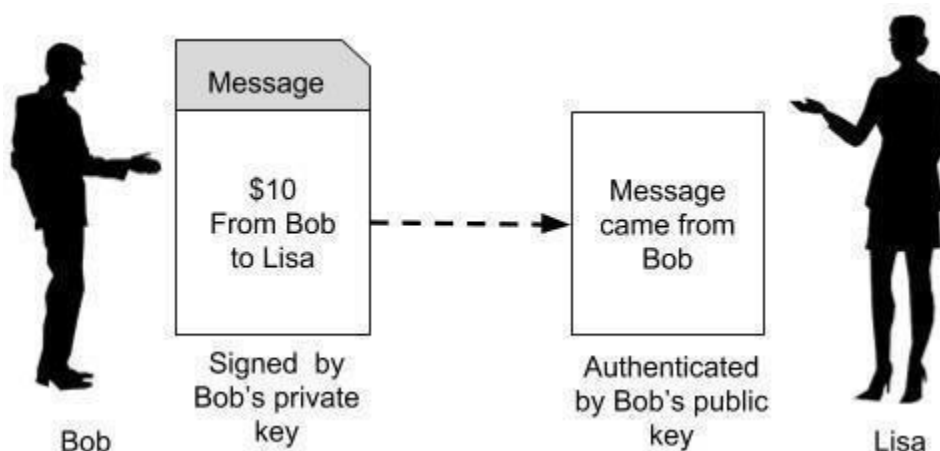 Message
$10
From Bob
to Lisa
Signed by
Bob's private
key
Bob
Message
came from
Bob
Authenticated
by Bob's public
key
Lisa